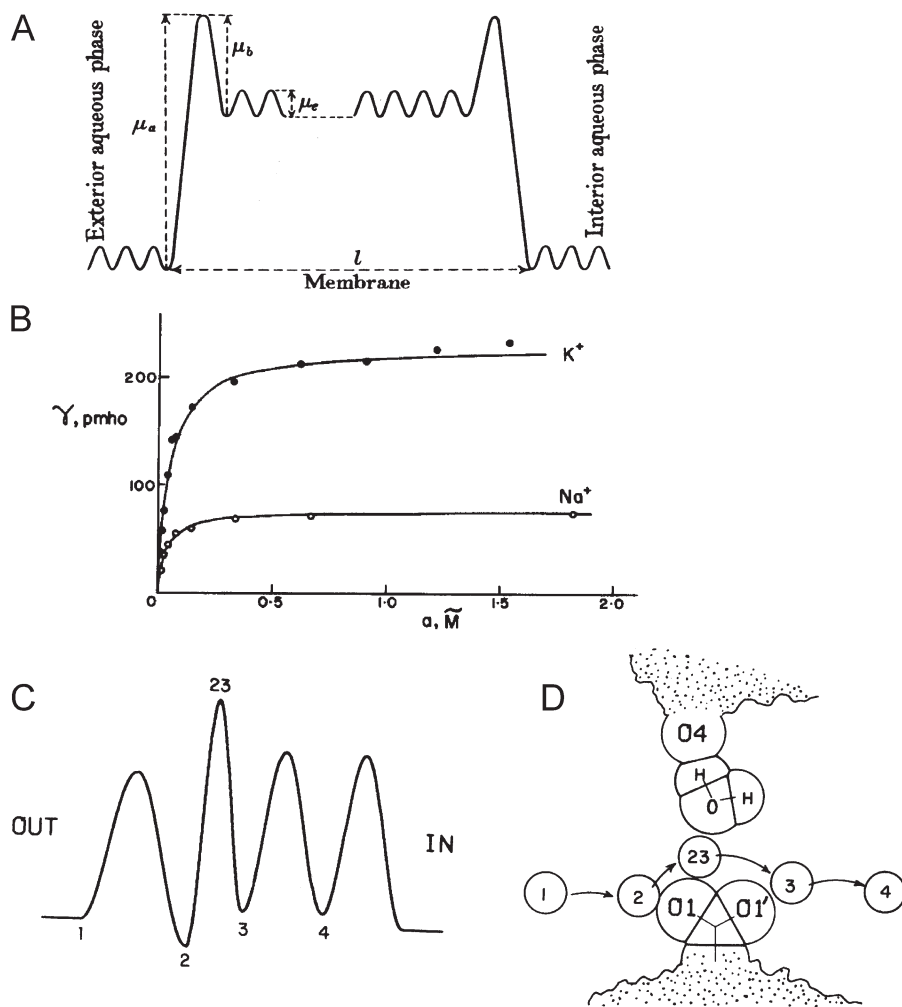 A
Exterior aqueous phase
μa
μb
μe
l
Membrane
Interior aqueous phase
B
γ, pmho
200
100
K+
Na+
0
0·5
1·0
1·5
2·0
a, M̃
C
OUT
23
IN
1
2
3
4
D
O4
H
O
H
23
1
2
3
4
O1
O1′